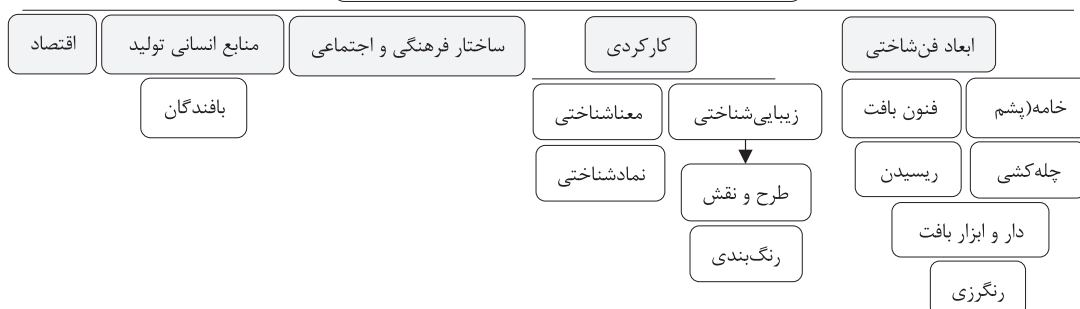 ابعاد فن‌شاختی
کارکردی
ساختار فرهنگی و اجتماعی
منابع انسانی تولید
اقتصاد
خامه(پشم
فنون بافت
زیبایی‌شناختی
معناشناختی
بافندگان
چله‌کشی
ریسیدن
طرح و نقش
نمادشناختی
دار و ابزار بافت
رنگ‌بندی
رنگرزی